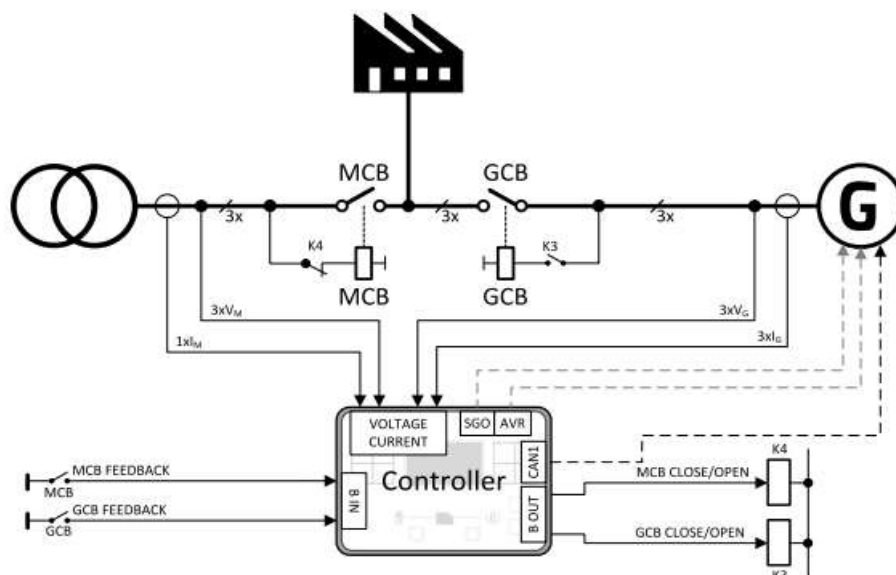 MCB
GCB
3x
3x
3x
G
K4
K3
MCB
GCB
3xV_M
3xV_G
1xI_M
3xI_G
VOLTAGE
CURRENT
SGO
AVR
CAN1
K4
MCB FEEDBACK
MCB
B IN
Controller
B OUT
MCB CLOSE/OPEN
GCB FEEDBACK
GCB
GCB CLOSE/OPEN
K3